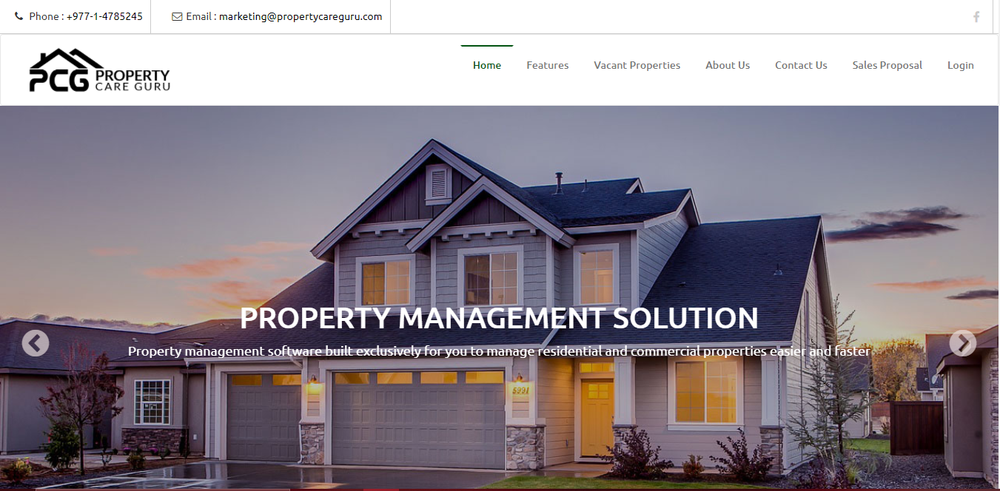 Phone : +977-1-4785245
Email : marketing@propertycareguru.com
PCG PROPERTY
CARE GURU
Home
Features
Vacant Properties
About Us
Contact Us
Sales Proposal
Login
PROPERTY MANAGEMENT SOLUTION
Property management software built exclusively for you to manage residential and commercial properties easier and faster
5991